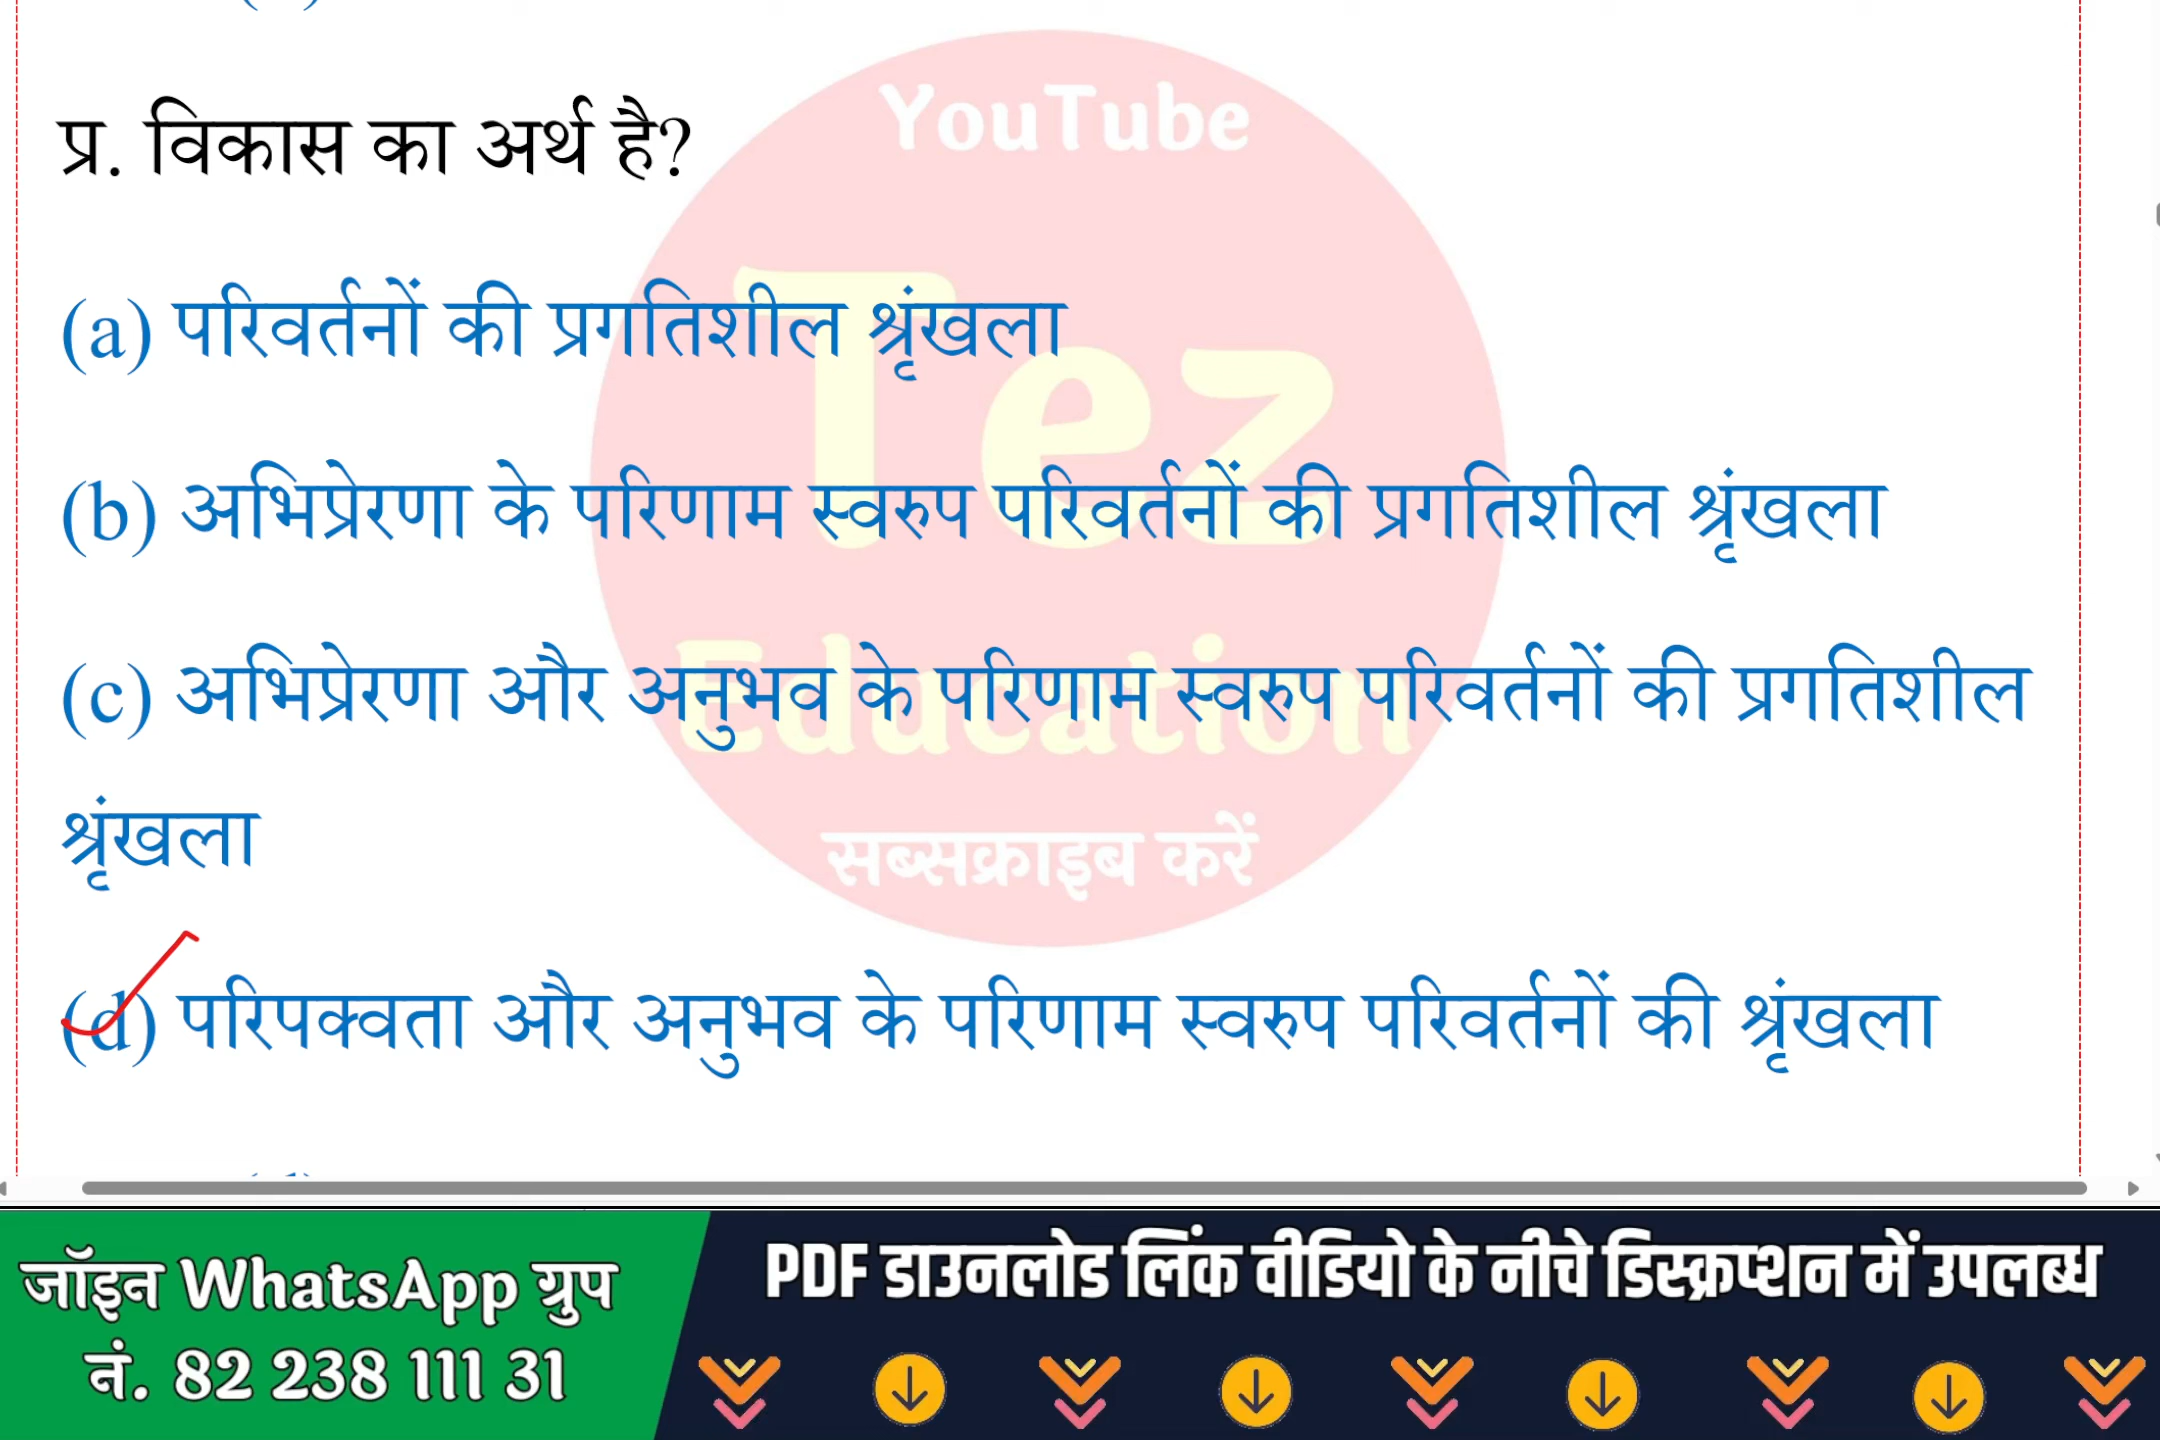 प्र. विकास का अर्थ है?
(a) परिवर्तनों की प्रगतिशील श्रृंखला
(b) अभिप्रेरणा के परिणाम स्वरुप परिवर्तनों की प्रगतिशील श्रृंखला
(c) अभिप्रेरणा और अनुभव के परिणाम स्वरुप परिवर्तनों की प्रगतिशील
श्रृंखला
(d) परिपक्वता और अनुभव के परिणाम स्वरुप परिवर्तनों की श्रृंखला
YouTube
Tez
Education
सब्सक्राइब करें
जॉइन WhatsApp ग्रुप
नं. 82 238 111 31
PDF डाउनलोड लिंक वीडियो के नीचे डिस्क्रिप्शन में उपलब्ध